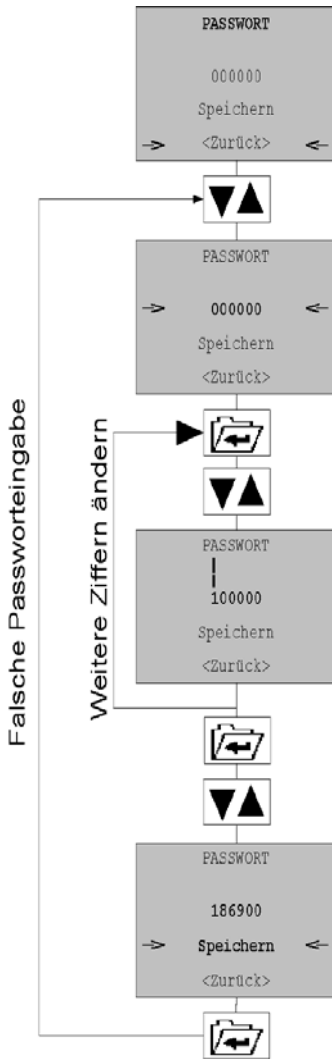 PASSWORT
000000
Speichern
<Zurück>
PASSWORT
000000
Speichern
<Zurück>
PASSWORT
100000
Speichern
<Zurück>
PASSWORT
186900
Speichern
<Zurück>
Falsche Passworteingabe
Weitere Ziffern ändern